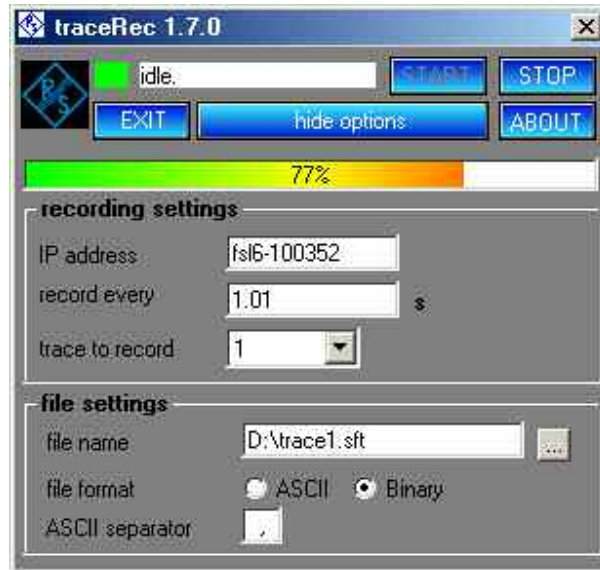 traceRec 1.7.0
R/S
idle.
START STOP
EXIT hide options ABOUT
77%
recording settings
IP address fsl6-100352
record every 1.01 s
trace to record 1
file settings
file name D:\trace1.sft ...
file format ASCII Binary
ASCII separator ,